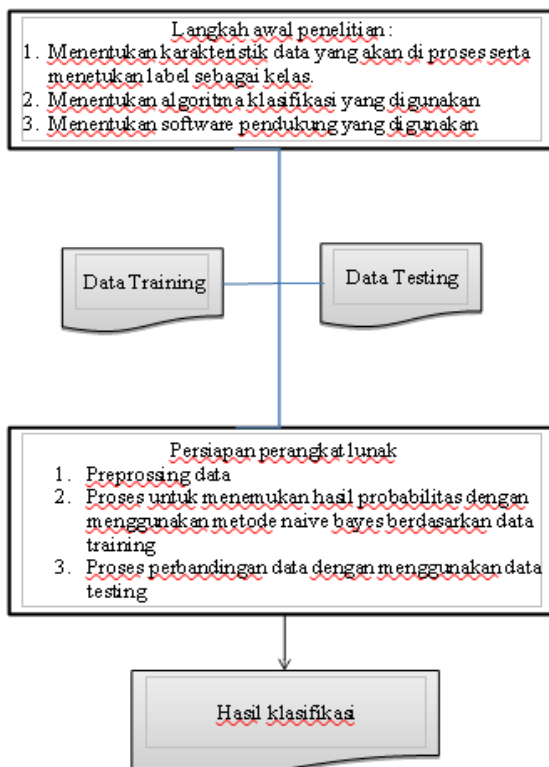 Langkah awal penelitian :
1. Menentukan karakteristik data yang akan di proses serta
menetukan label sebagai kelas.
2. Menentukan algoritma klasifikasi yang digunakan
3. Menentukan software pendukung yang digunakan
Data Training
Data Testing
Persiapan perangkat lunak
1. Preprossing data
2. Proses untuk menemukan hasil probabilitas dengan
menggunakan metode naive bayes berdasarkan data
training
3. Proses perbandingan data dengan menggunakan data
testing
Hasil klasifikasi